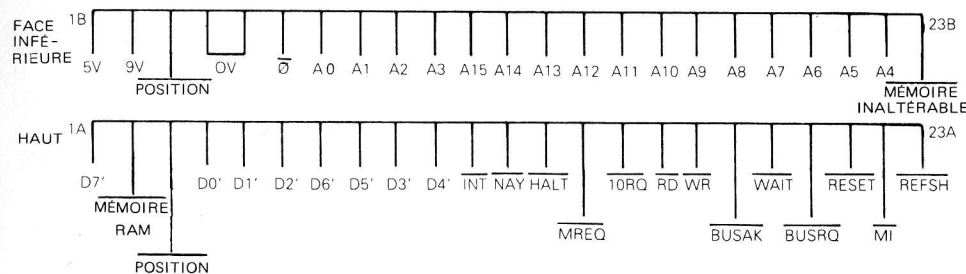 FACE
INFÉ-
RIEURE
1B
23B
5V 9V 0V Ø A0 A1 A2 A3 A15 A14 A13 A12 A11 A10 A9 A8 A7 A6 A5 A4
POSITION
MÉMOIRE
INALTÉRABLE
HAUT
1A
23A
D7' D0' D1' D2' D6' D5' D3' D4' INT NAY HALT 10RQ RD WR WAIT RESET REFSH
MÉMOIRE
RAM
MREQ BUSAK BUSRQ MI
POSITION